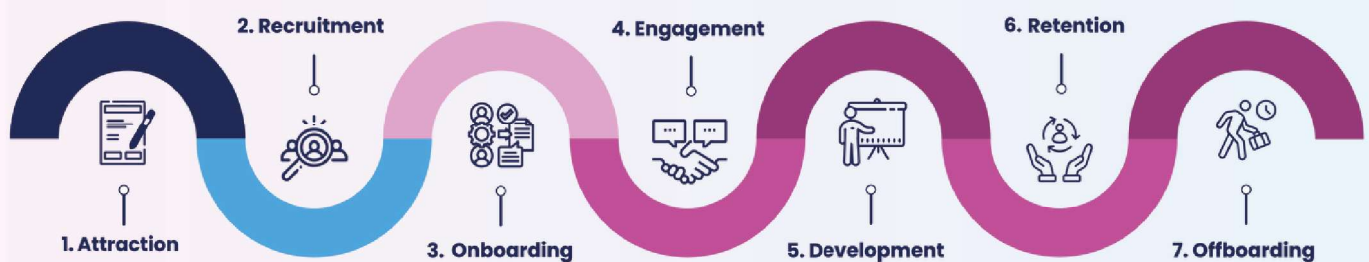 1. Attraction
2. Recruitment
3. Onboarding
4. Engagement
5. Development
6. Retention
7. Offboarding